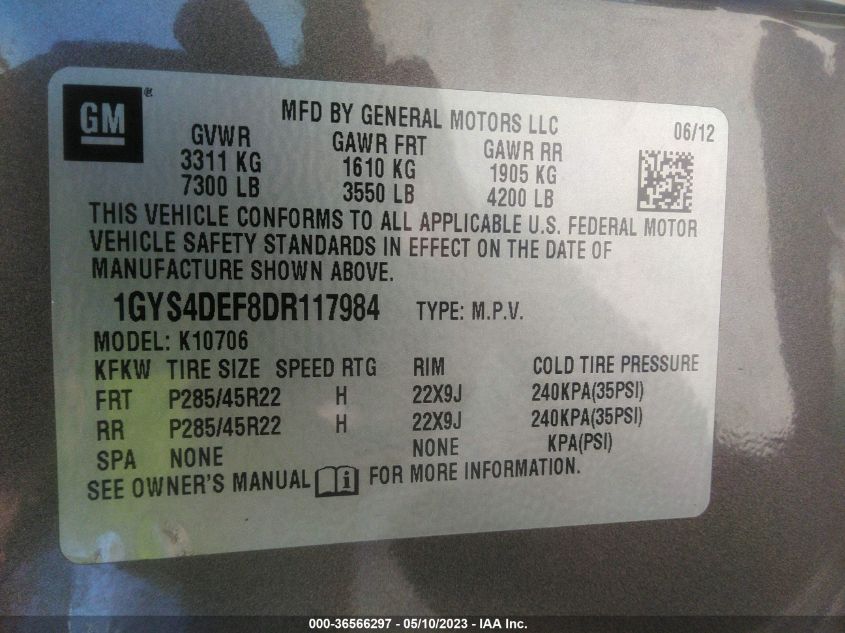 GM ®
MFD BY GENERAL MOTORS LLC
06/12
GVWR GAWR FRT GAWR RR
3311 KG 1610 KG 1905 KG
7300 LB 3550 LB 4200 LB
THIS VEHICLE CONFORMS TO ALL APPLICABLE U.S. FEDERAL MOTOR
VEHICLE SAFETY STANDARDS IN EFFECT ON THE DATE OF
MANUFACTURE SHOWN ABOVE.
1GYS4DEF8DR117984 TYPE: M.P.V.
MODEL: K10706
KFKW TIRE SIZE SPEED RTG RIM COLD TIRE PRESSURE
FRT P285/45R22 H 22X9J 240KPA(35PSI)
RR P285/45R22 H 22X9J 240KPA(35PSI)
SPA NONE NONE KPA(PSI)
SEE OWNER'S MANUAL i FOR MORE INFORMATION.
000-36566297 - 05/10/2023 - IAA Inc.